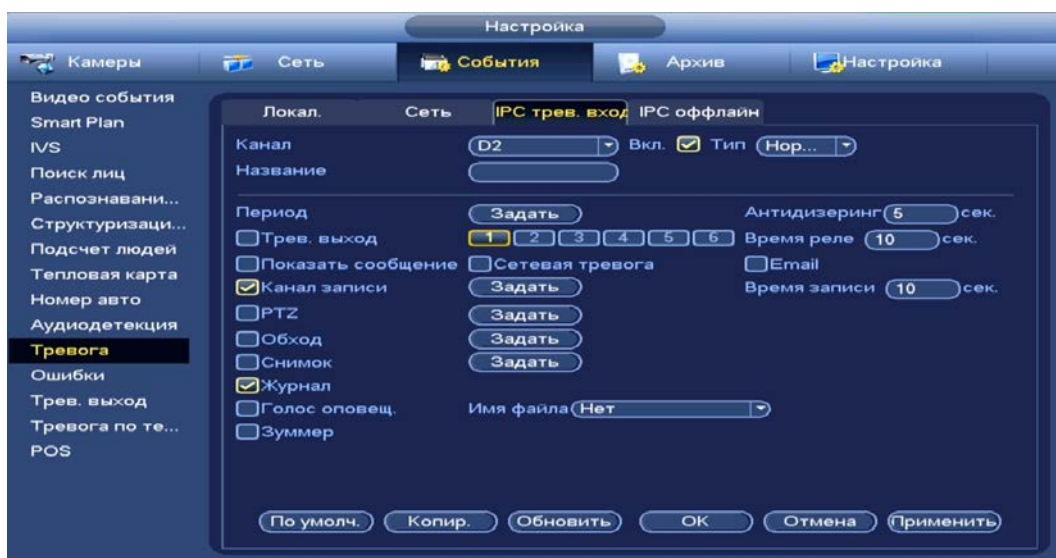 Настройка
Камеры Сеть События Архив Настройка
Видео события
Smart Plan
IVS
Поиск лиц
Распознавани...
Структуризаци...
Подсчет людей
Тепловая карта
Номер авто
Аудиодетекция
Тревога
Ошибки
Трев. выход
Тревога по те...
POS
Локал. Сеть IPC трев. вход IPC оффлайн
Канал D2 Вкл. Тип Нор...
Название
Период Задать Антидизеринг 5 сек.
Трев. выход 1 2 3 4 5 6 Время реле 10 сек.
Показать сообщение Сетевая тревога Email
Канал записи Задать Время записи 10 сек.
PTZ Задать
Обход Задать
Снимок Задать
Журнал
Голос оповещ. Имя файла Нет
Зуммер
По умолч. Копир. Обновить OK Отмена Применить